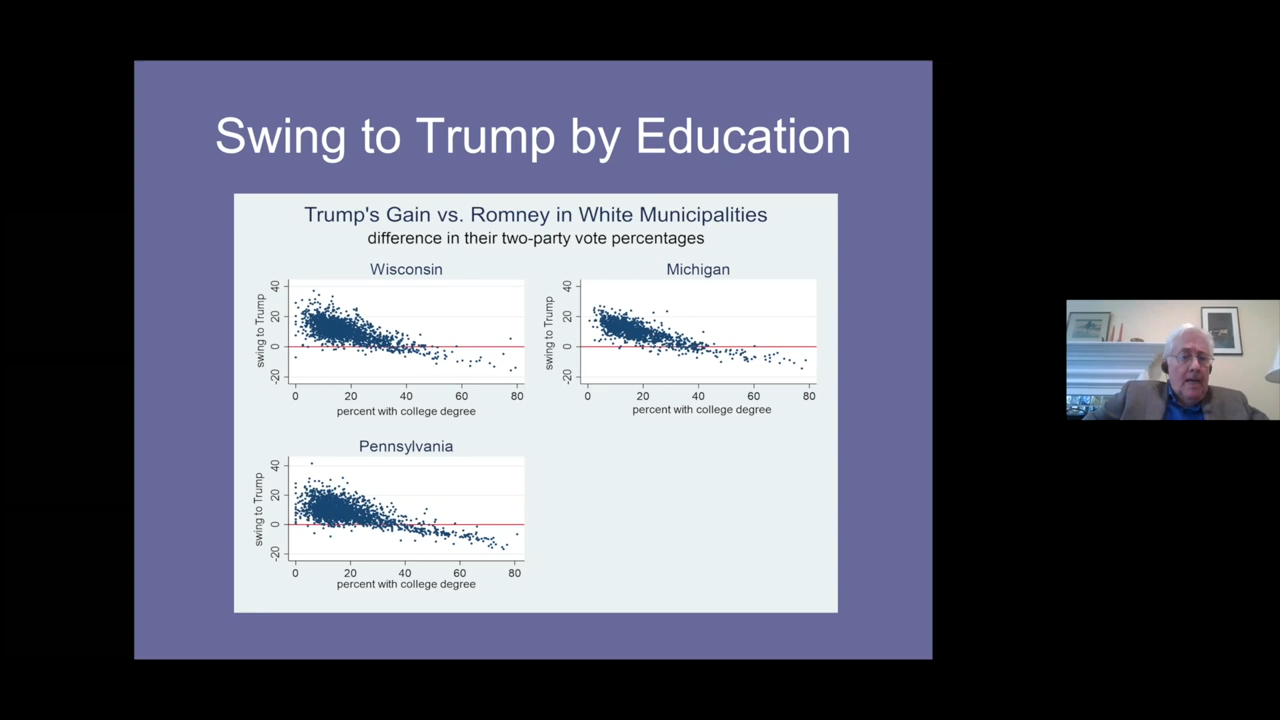 Swing to Trump by Education
Trump's Gain vs. Romney in White Municipalities
difference in their two-party vote percentages
Wisconsin
swing to Trump
40
20
0
-20
0 20 40 60 80
percent with college degree
Michigan
swing to Trump
40
20
0
-20
0 20 40 60 80
percent with college degree
Pennsylvania
swing to Trump
40
20
0
-20
0 20 40 60 80
percent with college degree